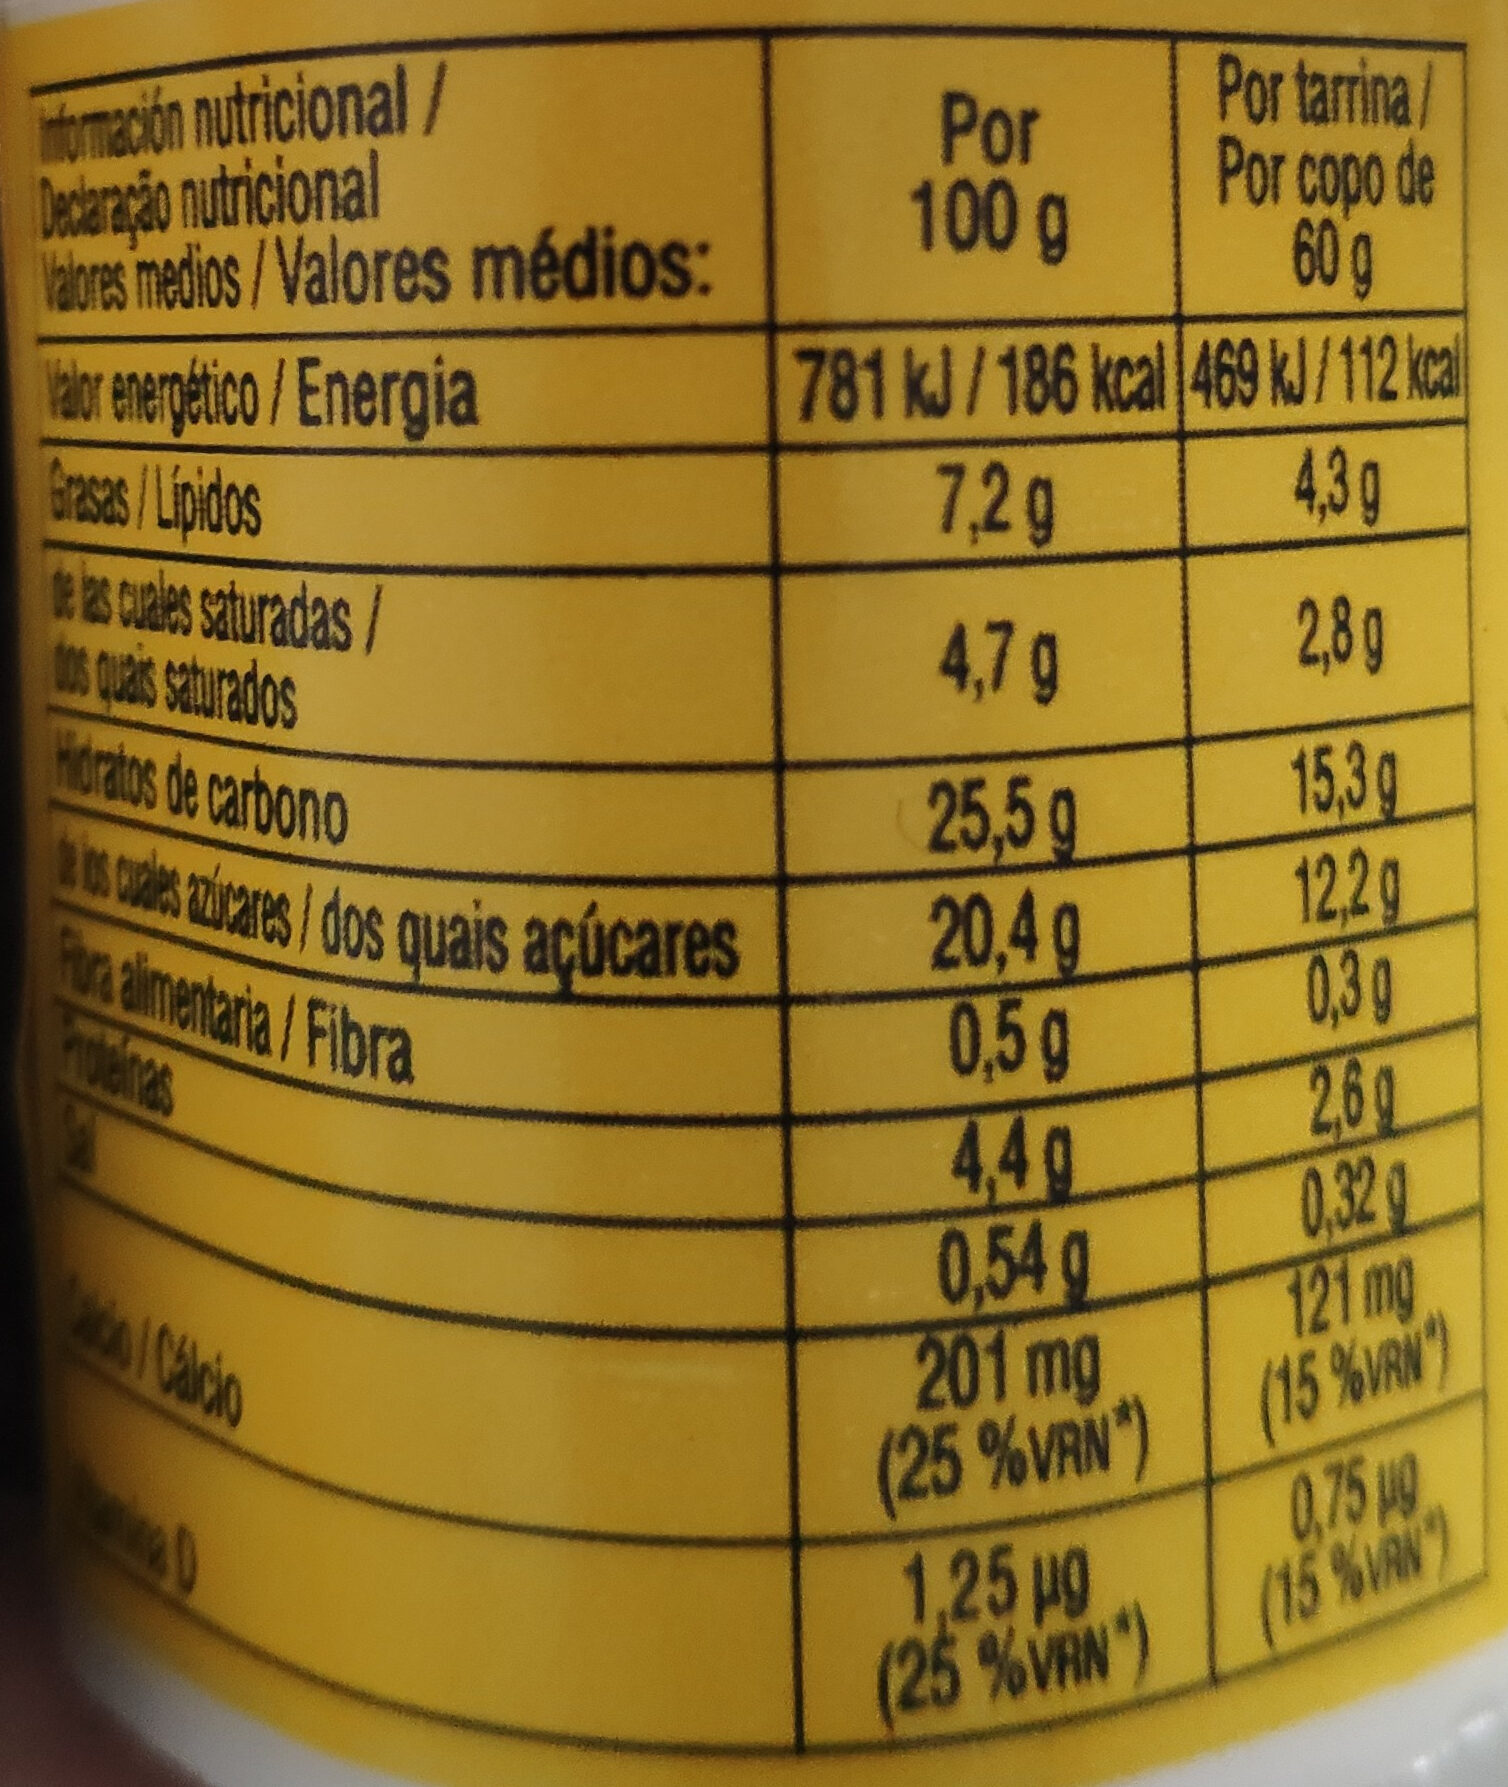 Información nutricional /
Declaração nutricional
Valores medios / Valores médios:
Por
100 g
Por tarrina /
Por copo de
60 g
Valor energético / Energia 781 kJ / 186 kcal 469 kJ / 112 kcal
Grasas / Lípidos 7,2 g 4,3 g
de las cuales saturadas /
dos quais saturados 4,7 g 2,8 g
Hidratos de carbono 25,5 g 15,3 g
de los cuales azúcares / dos quais açúcares 20,4 g 12,2 g
Fibra alimentaria / Fibra 0,5 g 0,3 g
Proteínas 4,4 g 2,6 g
Sal 0,54 g 0,32 g
Calcio / Cálcio 201 mg 121 mg
(25 %VRN*) (15 %VRN*)
Vitamina D 1,25 µg 0,75 µg
(25 %VRN*) (15 %VRN*)